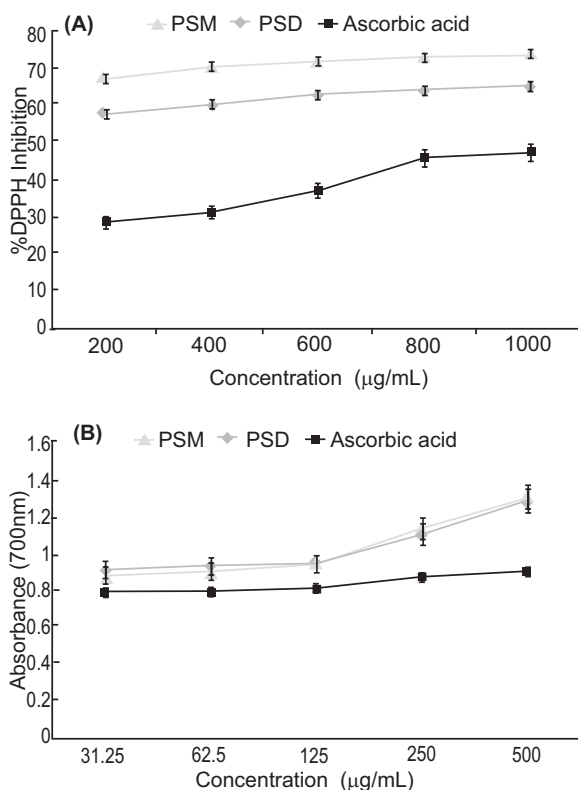 (A) PSM PSD Ascorbic acid
80
70
60
50
40
30
20
10
0
%DPPH Inhibition
200 400 600 800 1000
Concentration (µg/mL)
(B) PSM PSD Ascorbic acid
1.6
1.4
1.2
1
0.8
0.6
0.4
0.2
0
Absorbance (700nm)
31.25 62.5 125 250 500
Concentration (µg/mL)